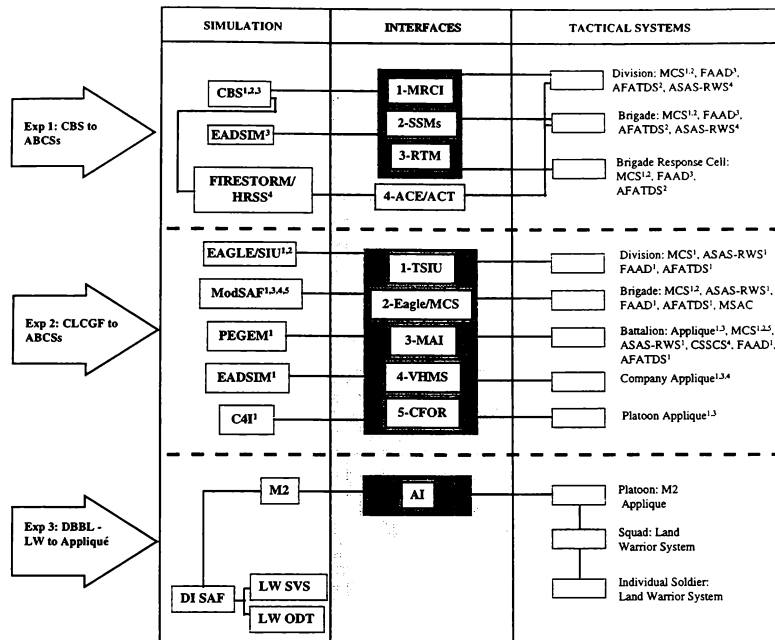 SIMULATION
INTERFACES
TACTICAL SYSTEMS
Exp 1: CBS to
ABCSs
CBS1,2,3
EADSIM3
FIRESTORM/
HRSS4
1-MRCI
2-SSMs
3-RTM
4-ACE/ACT
Division: MCS1,2, FAAD3,
AFATDS2, ASAS-RWS4
Brigade: MCS1,2, FAAD3,
AFATDS2, ASAS-RWS4
Brigade Response Cell:
MCS1,2, FAAD3,
AFATDS2
Exp 2: CLCGF to
ABCSs
EAGLE/SIU1,2
ModSAF1,3,4,5
PEGEM1
EADSIM1
C4I1
1-TSIU
2-Eagle/MCS
3-MAI
4-VHMS
5-CFOR
Division: MCS1, ASAS-RWS1
FAAD1, AFATDS1
Brigade: MCS1,2, ASAS-RWS1,
FAAD1, AFATDS1, MSAC
Battalion: Applique1,3, MCS1,2,5,
ASAS-RWS1, CSSCS4, FAAD1,
AFATDS1
Company Applique1,3,4
Platoon Applique1,3
Exp 3: DBBL -
LW to Appliqué
M2
DI SAF
LW SVS
LW ODT
AI
Platoon: M2
Applique
Squad: Land
Warrior System
Individual Soldier:
Land Warrior System